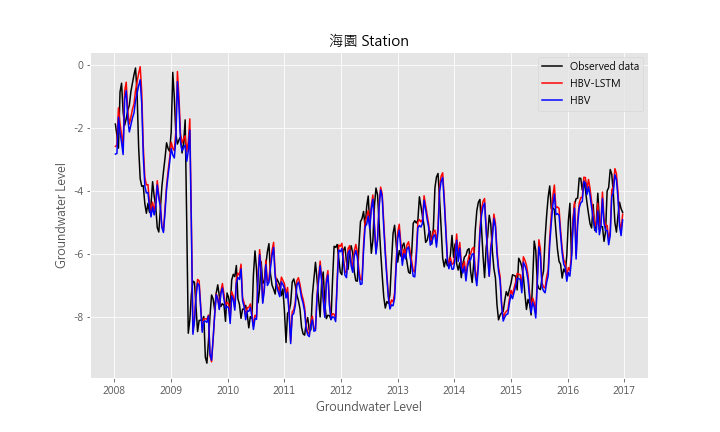 海園 Station
Observed data
HBV-LSTM
HBV
Groundwater Level
0
-2
-4
-6
-8
2008 2009 2010 2011 2012 2013 2014 2015 2016 2017
Groundwater Level